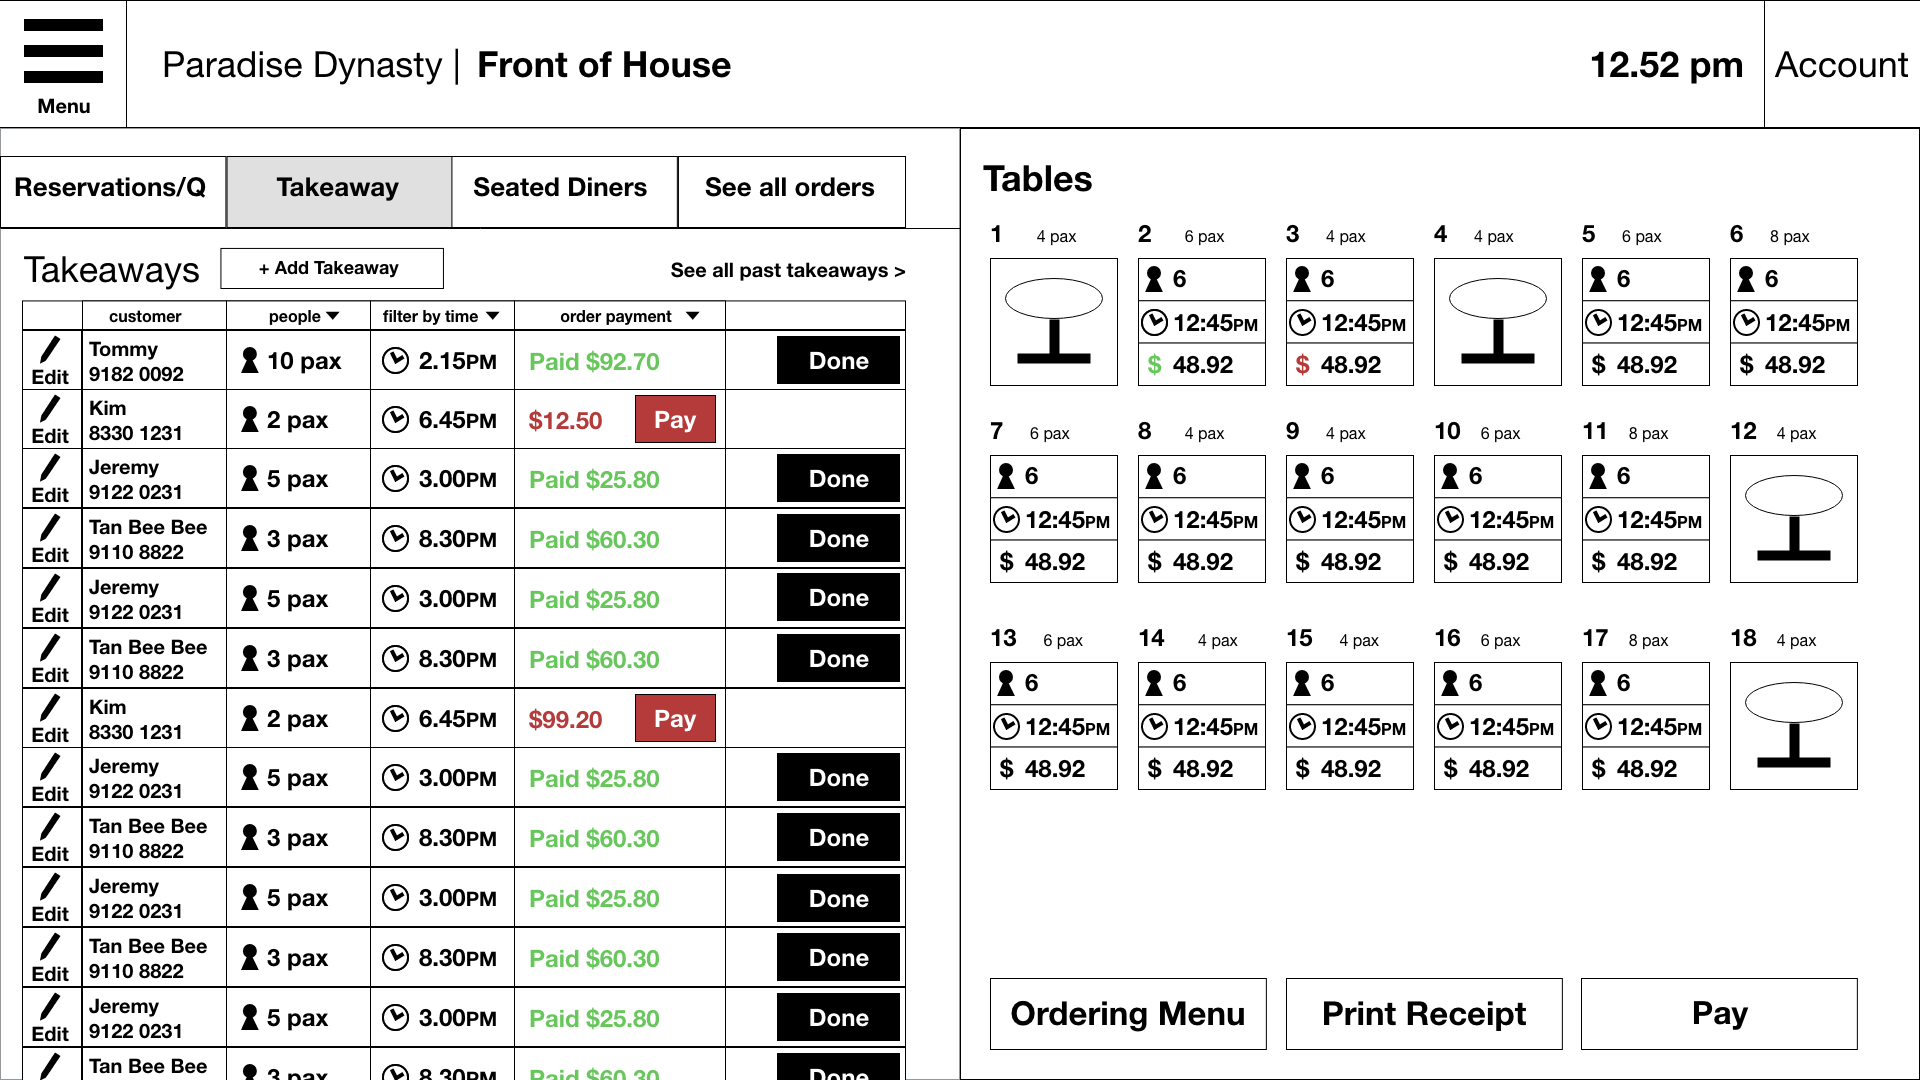 Menu
Paradise Dynasty | Front of House
12.52 pm
Account
Reservations/Q
Takeaway
Seated Diners
See all orders
Takeaways
+ Add Takeaway
See all past takeaways >
customer
people
filter by time
order payment
Edit
Tommy
9182 0092
10 pax
2.15PM
Paid $92.70
Done
Edit
Kim
8330 1231
2 pax
6.45PM
$12.50
Pay
Edit
Jeremy
9122 0231
5 pax
3.00PM
Paid $25.80
Done
Edit
Tan Bee Bee
9110 8822
3 pax
8.30PM
Paid $60.30
Done
Edit
Jeremy
9122 0231
5 pax
3.00PM
Paid $25.80
Done
Edit
Tan Bee Bee
9110 8822
3 pax
8.30PM
Paid $60.30
Done
Edit
Kim
8330 1231
2 pax
6.45PM
$99.20
Pay
Edit
Jeremy
9122 0231
5 pax
3.00PM
Paid $25.80
Done
Edit
Tan Bee Bee
9110 8822
3 pax
8.30PM
Paid $60.30
Done
Edit
Jeremy
9122 0231
5 pax
3.00PM
Paid $25.80
Done
Edit
Tan Bee Bee
9110 8822
3 pax
8.30PM
Paid $60.30
Done
Edit
Jeremy
9122 0231
5 pax
3.00PM
Paid $25.80
Done
Tan Bee Bee
3 pax
8.30PM
Paid $60.30
Done
Tables
1 4 pax
2 6 pax
6
12:45PM
$ 48.92
3 4 pax
6
12:45PM
$ 48.92
4 4 pax
5 6 pax
6
12:45PM
$ 48.92
6 8 pax
6
12:45PM
$ 48.92
7 6 pax
6
12:45PM
$ 48.92
8 4 pax
6
12:45PM
$ 48.92
9 4 pax
6
12:45PM
$ 48.92
10 6 pax
6
12:45PM
$ 48.92
11 8 pax
6
12:45PM
$ 48.92
12 4 pax
13 6 pax
6
12:45PM
$ 48.92
14 4 pax
6
12:45PM
$ 48.92
15 4 pax
6
12:45PM
$ 48.92
16 6 pax
6
12:45PM
$ 48.92
17 8 pax
6
12:45PM
$ 48.92
18 4 pax
Ordering Menu
Print Receipt
Pay